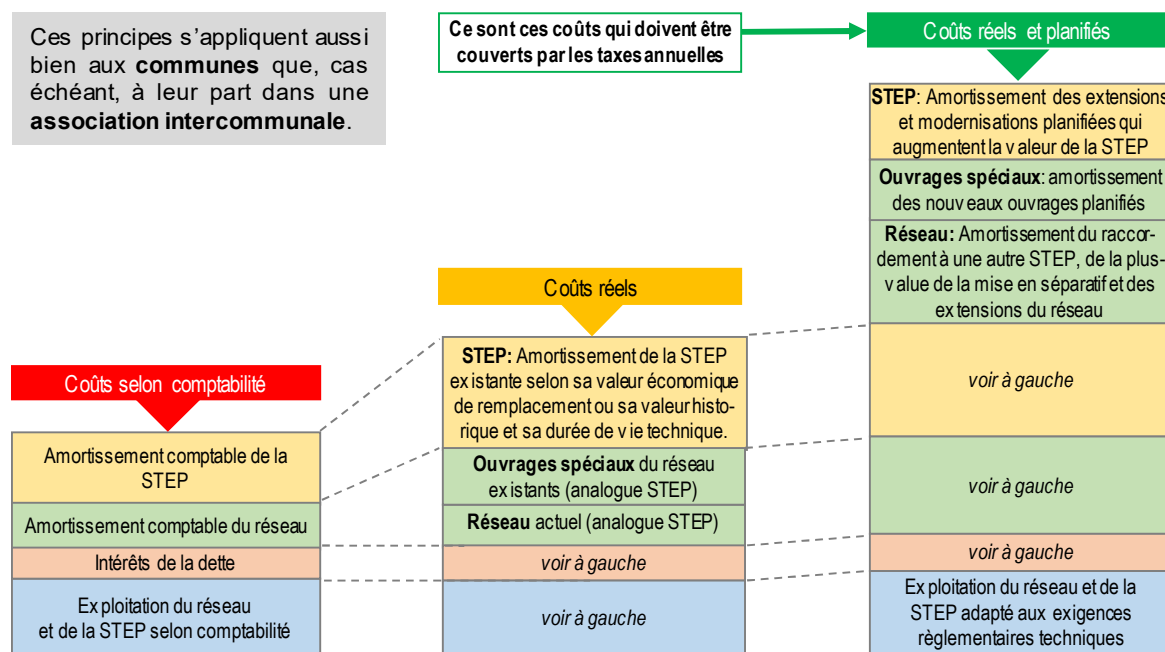 Ces principes s'appliquent aussi
bien aux communes que, cas
échéant, à leur part dans une
association intercommunale.
Ce sont ces coûts qui doivent être
couverts par les taxes annuelles
Coûts réels et planifiés
STEP: Amortissement des extensions
et modernisations planifiées qui
augmentent la valeur de la STEP
Ouvrages spéciaux: amortissement
des nouveaux ouvrages planifiés
Réseau: Amortissement du raccor-
dement à une autre STEP, de la plus-
value de la mise en séparatif et des
extensions du réseau
voir à gauche
voir à gauche
voir à gauche
Exploitation du réseau et de la
STEP adapté aux exigences
règlementaires techniques
Coûts réels
STEP: Amortissement de la STEP
existante selon sa valeur économique
de remplacement ou sa valeur histo-
rique et sa durée de vie technique.
Ouvrages spéciaux du réseau
existants (analogue STEP)
Réseau actuel (analogue STEP)
voir à gauche
voir à gauche
Coûts selon comptabilité
Amortissement comptable de la
STEP
Amortissement comptable du réseau
Intérêts de la dette
Exploitation du réseau
et de la STEP selon comptabilité